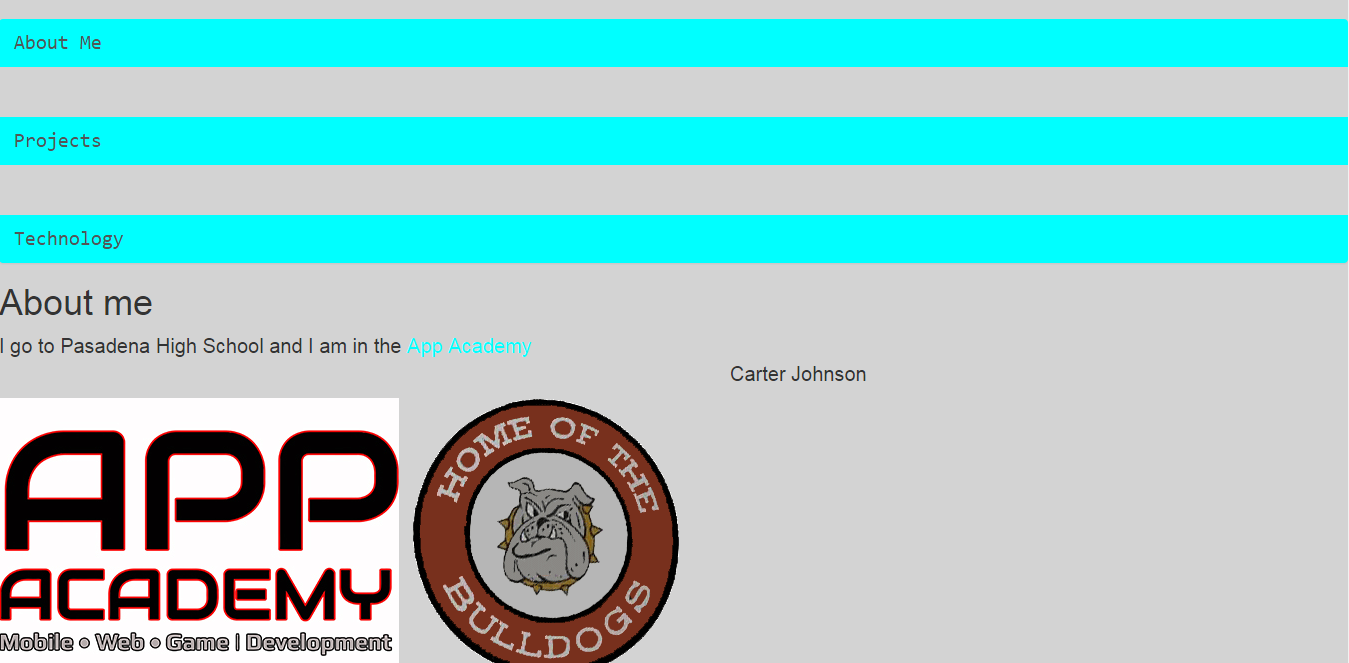 About Me
Projects
Technology
About me
I go to Pasadena High School and I am in the App Academy
Carter Johnson
APP
ACADEMY
Mobile • Web • Game | Development
HOME OF THE
BULLDOGS